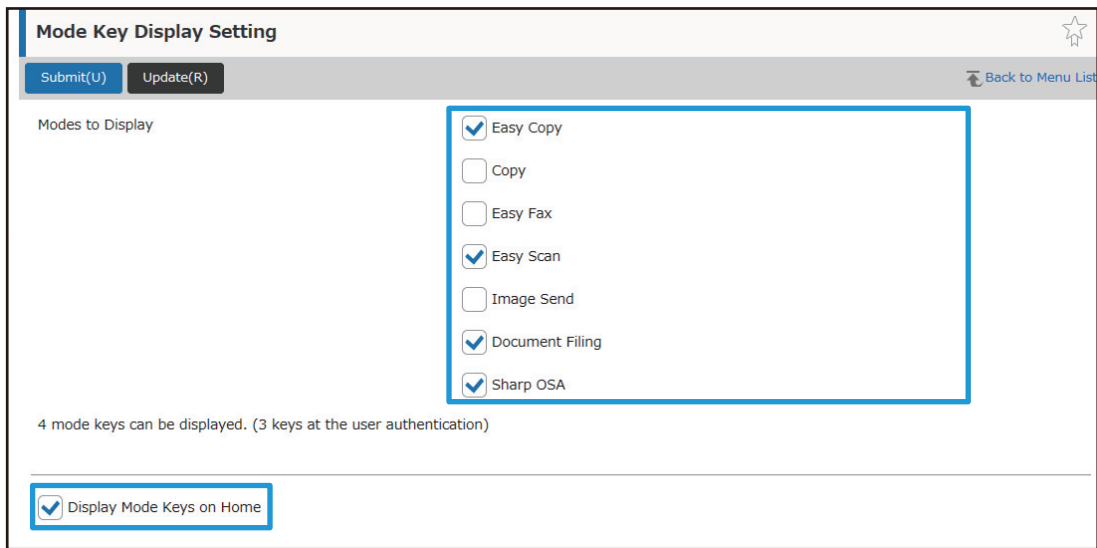 Mode Key Display Setting
Submit(U) Update(R) Back to Menu List
Modes to Display
Easy Copy
Copy
Easy Fax
Easy Scan
Image Send
Document Filing
Sharp OSA
4 mode keys can be displayed. (3 keys at the user authentication)
Display Mode Keys on Home